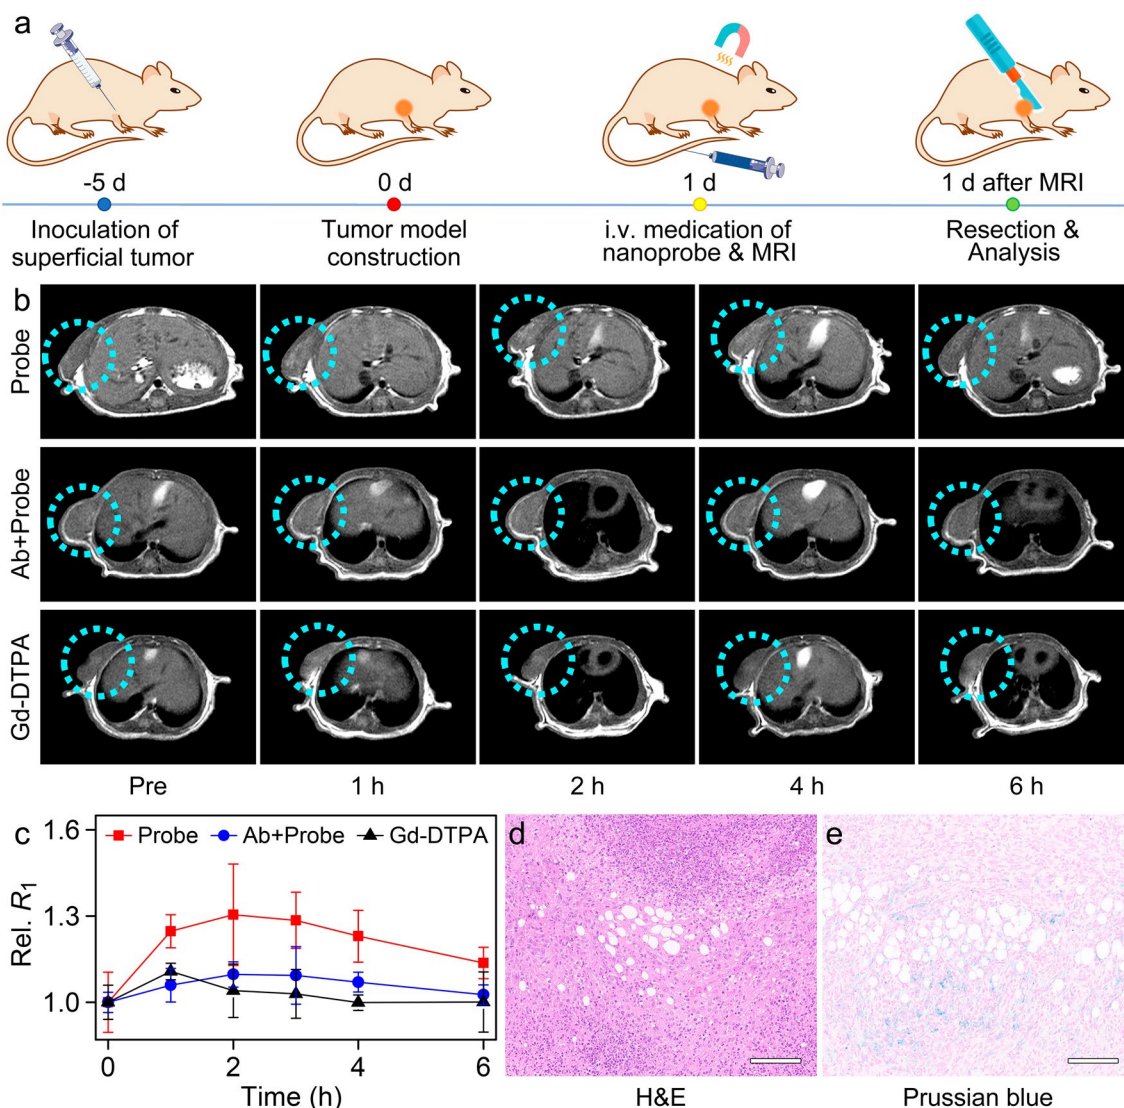 a
-5 d
0 d
1 d
1 d after MRI
Inoculation of
superficial tumor
Tumor model
construction
i.v. medication of
nanoprobe & MRI
Resection &
Analysis
b
Probe
Ab+Probe
Gd-DTPA
Pre
1 h
2 h
4 h
6 h
c
Probe
Ab+Probe
Gd-DTPA
1.6
1.3
1.0
Rel. R1
0
2
4
6
Time (h)
d
H&E
e
Prussian blue